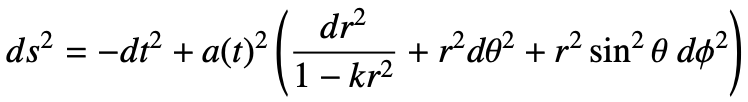 ds² = −dt² + a(t)² ( dr² / (1 − kr²) + r²dθ² + r² sin² θ dϕ² )